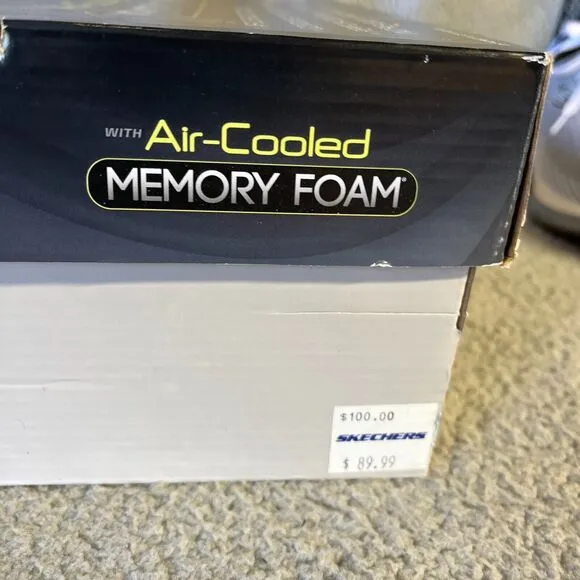 WITH Air-Cooled
MEMORY FOAM®
$100.00
SKECHERS
$ 89.99